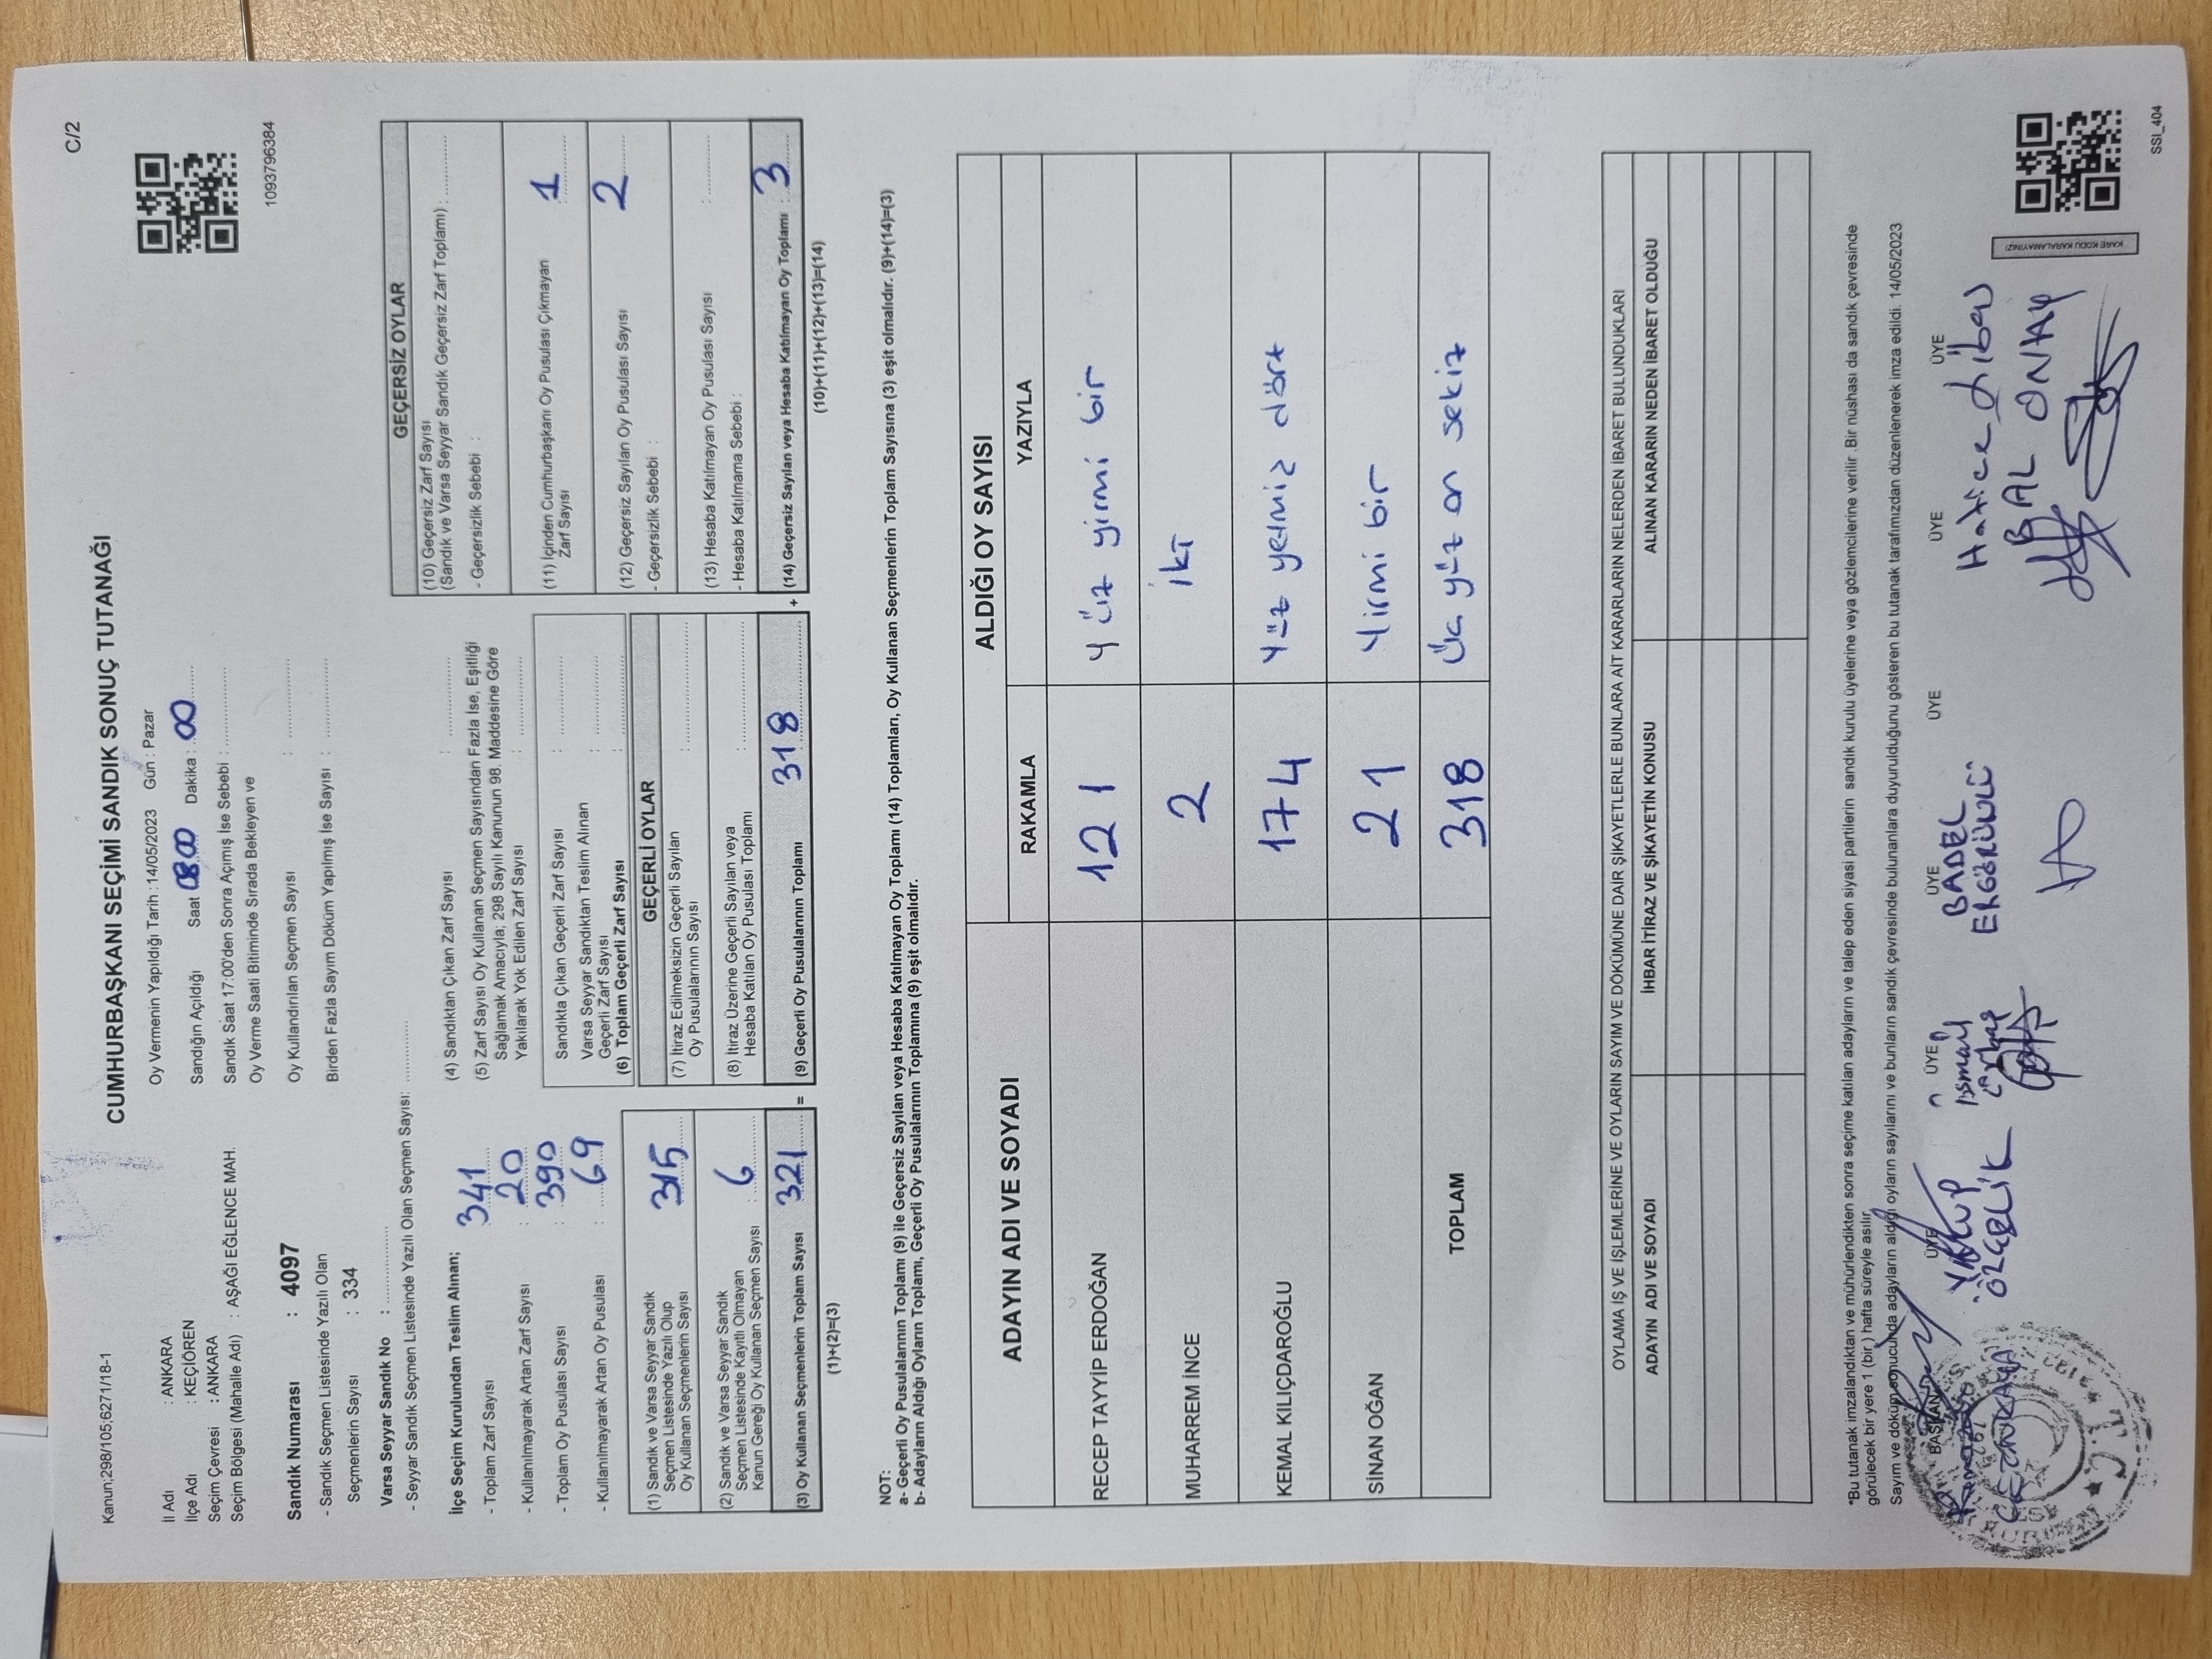 C/2
Kanun;298/105;6271/18-1
CUMHURBAŞKANI SEÇİMİ SANDIK SONUÇ TUTANAĞI
İl Adı : ANKARA
İlçe Adı : KEÇİÖREN
Seçim Çevresi : ANKARA
Seçim Bölgesi (Mahalle Adı) : AŞAĞI EĞLENCE MAH.
Oy Vermenin Yapıldığı Tarih :14/05/2023 Gün : Pazar
Sandığın Açıldığı Saat 08.00 Dakika : 00
Sandık Saat 17:00'den Sonra Açımış İse Sebebi :
Oy Verme Saati Bitiminde Sırada Bekleyen ve
Oy Kullandırılan Seçmen Sayısı :
Birden Fazla Sayım Döküm Yapılmış İse Sayısı :
1093796384
Sandık Numarası : 4097
- Sandık Seçmen Listesinde Yazılı Olan
Seçmenlerin Sayısı : 334
Varsa Seyyar Sandık No :
- Seyyar Sandık Seçmen Listesinde Yazılı Olan Seçmen Sayısı:
İlçe Seçim Kurulundan Teslim Alınan;
- Toplam Zarf Sayısı 341
- Kullanılmayarak Artan Zarf Sayısı : 20
- Toplam Oy Pusulası Sayısı : 390
- Kullanılmayarak Artan Oy Pusulası : 69
(1) Sandık ve Varsa Seyyar Sandık
Seçmen Listesinde Yazılı Olup
Oy Kullanan Seçmenlerin Sayısı 315
(2) Sandık ve Varsa Seyyar Sandık
Seçmen Listesinde Kayıtlı Olmayan
Kanun Gereği Oy Kullanan Seçmen Sayısı : 6
(3) Oy Kullanan Seçmenlerin Toplam Sayısı 321 =
(1)+(2)=(3)
(4) Sandıktan Çıkan Zarf Sayısı :
(5) Zarf Sayısı Oy Kullanan Seçmen Sayısından Fazla İse, Eşitliği
Sağlamak Amacıyla; 298 Sayılı Kanunun 98. Maddesine Göre
Yakılarak Yok Edilen Zarf Sayısı :
Sandıkta Çıkan Geçerli Zarf Sayısı :
Varsa Seyyar Sandıktan Teslim Alınan
Geçerli Zarf Sayısı :
(6) Toplam Geçerli Zarf Sayısı :
GEÇERLİ OYLAR
(7) İtiraz Edilmeksizin Geçerli Sayılan
Oy Pusulalarının Sayısı :
(8) İtiraz Üzerine Geçerli Sayılan veya
Hesaba Katılan Oy Pusulası Toplamı :
(9) Geçerli Oy Pusulalarının Toplamı 318 +
GEÇERSİZ OYLAR
(10) Geçersiz Zarf Sayısı
(Sandık ve Varsa Seyyar Sandık Geçersiz Zarf Toplamı) :
- Geçersizlik Sebebi :
(11) İçinden Cumhurbaşkanı Oy Pusulası Çıkmayan
Zarf Sayısı : 1
(12) Geçersiz Sayılan Oy Pusulası Sayısı 2
- Geçersizlik Sebebi :
(13) Hesaba Katılmayan Oy Pusulası Sayısı :
- Hesaba Katılmama Sebebi :
(14) Geçersiz Sayılan veya Hesaba Katılmayan Oy Toplamı : 3
(10)+(11)+(12)+(13)=(14)
NOT:
a- Geçerli Oy Pusulalarının Toplamı (9) ile Geçersiz Sayılan veya Hesaba Katılmayan Oy Toplamı (14) Toplamları, Oy Kullanan Seçmenlerin Toplam Sayısına (3) eşit olmalıdır. (9)+(14)=(3)
b- Adayların Aldığı Oyların Toplamı, Geçerli Oy Pusulalarının Toplamına (9) eşit olmalıdır.
ADAYIN ADI VE SOYADI ALDIĞI OY SAYISI
RAKAMLA YAZIYLA
RECEP TAYYİP ERDOĞAN 121 Yüz yirmi bir
MUHARREM İNCE 2 iki
KEMAL KILIÇDAROĞLU 174 Yüz yetmiz dört
SİNAN OĞAN 21 Yirmi bir
TOPLAM 318 Üç yüz on sekiz
OYLAMA İŞ VE İŞLEMLERİNE VE OYLARIN SAYIM VE DÖKÜMÜNE DAİR ŞİKAYETLERLE BUNLARA AİT KARARLARIN NELERDEN İBARET BULUNDUKLARI
ADAYIN ADI VE SOYADI İHBAR İTİRAZ VE ŞİKAYETİN KONUSU ALINAN KARARIN NEDEN İBARET OLDUĞU
*Bu tutanak imzalandıktan ve mühürlendikten sonra seçime katılan adayların ve talep eden siyasi partilerin sandık kurulu üyelerine veya gözlemcilerine verilir .Bir nüshası da sandık çevresinde
görülecek bir yere 1 (bir ) hafta süreyle asılır.
Sayım ve döküm sonucunda adayların aldığı oyların sayılarını ve bunların sandık çevresinde bulunanlara duyurulduğunu gösteren bu tutanak tarafımızdan düzenlenerek imza edildi. 14/05/2023
BAŞKAN ÜYE ÜYE ÜYE ÜYE ÜYE ÜYE
YAKUP İsmail BADEL Hatice
ÖZÇELİK ERGÖRÜNLÜ BAL ONAY
T.C.
KARE KODU KARALAMAYINIZ!
SSI_404